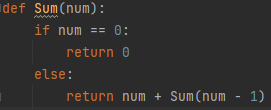 def Sum(num):
    if num == 0:
        return 0
    else:
        return num + Sum(num - 1)